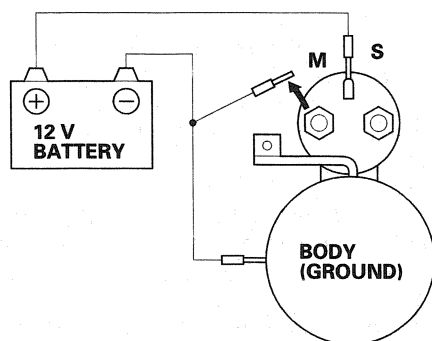 M
S
+
−
12 V
BATTERY
BODY
(GROUND)